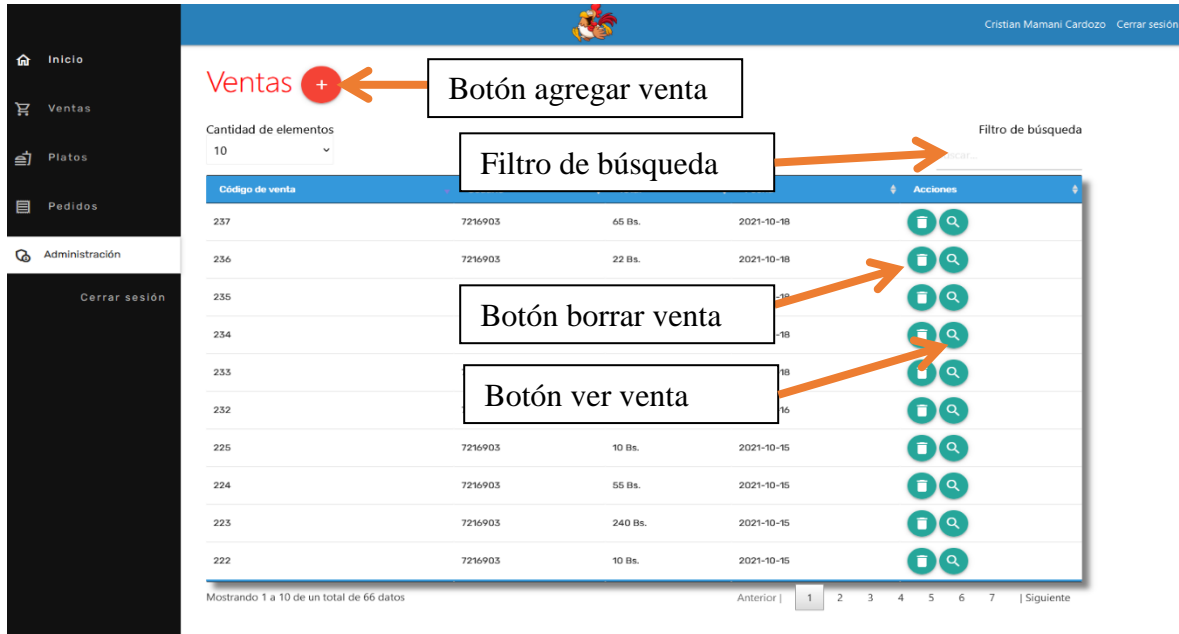 Cristian Mamani Cardozo Cerrar sesión
Inicio
Ventas
Platos
Pedidos
Administración
Cerrar sesión
Ventas +
Botón agregar venta
Cantidad de elementos
10
Filtro de búsqueda
Filtro de búsqueda
Código de venta Acciones
237 7216903 65 Bs. 2021-10-18
236 7216903 22 Bs. 2021-10-18
235 -18
Botón borrar venta
234 -18
233 18
Botón ver venta
232 16
225 7216903 10 Bs. 2021-10-15
224 7216903 55 Bs. 2021-10-15
223 7216903 240 Bs. 2021-10-15
222 7216903 10 Bs. 2021-10-15
Mostrando 1 a 10 de un total de 66 datos
Anterior | 1 2 3 4 5 6 7 | Siguiente